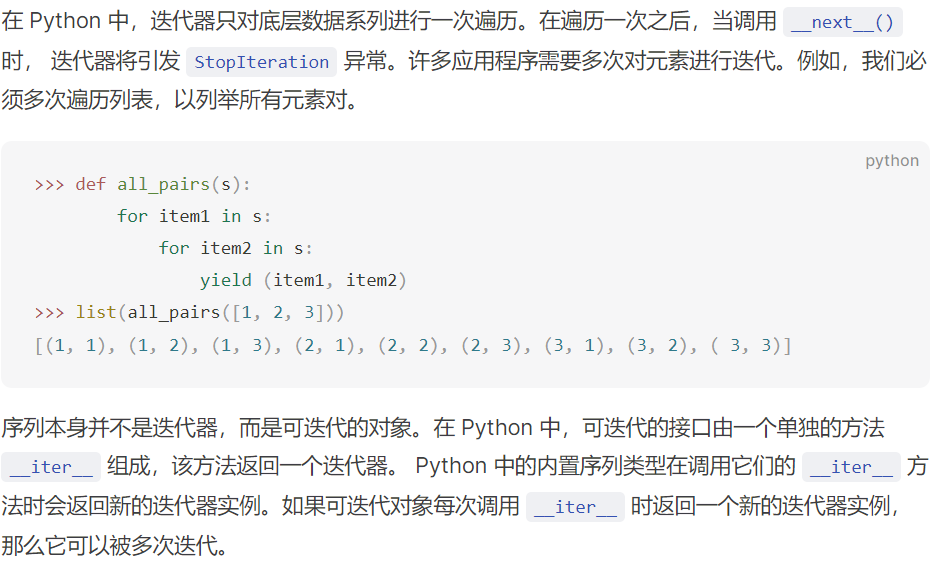 在 Python 中，迭代器只对底层数据系列进行一次遍历。在遍历一次之后，当调用 __next__()
时， 迭代器将引发 StopIteration 异常。许多应用程序需要多次对元素进行迭代。例如，我们必
须多次遍历列表，以列举所有元素对。
python
>>> def all_pairs(s):
        for item1 in s:
            for item2 in s:
                yield (item1, item2)
>>> list(all_pairs([1, 2, 3]))
[(1, 1), (1, 2), (1, 3), (2, 1), (2, 2), (2, 3), (3, 1), (3, 2), ( 3, 3)]
序列本身并不是迭代器，而是可迭代的对象。在 Python 中，可迭代的接口由一个单独的方法
__iter__ 组成，该方法返回一个迭代器。 Python 中的内置序列类型在调用它们的 __iter__ 方
法时会返回新的迭代器实例。如果可迭代对象每次调用 __iter__ 时返回一个新的迭代器实例，
那么它可以被多次迭代。